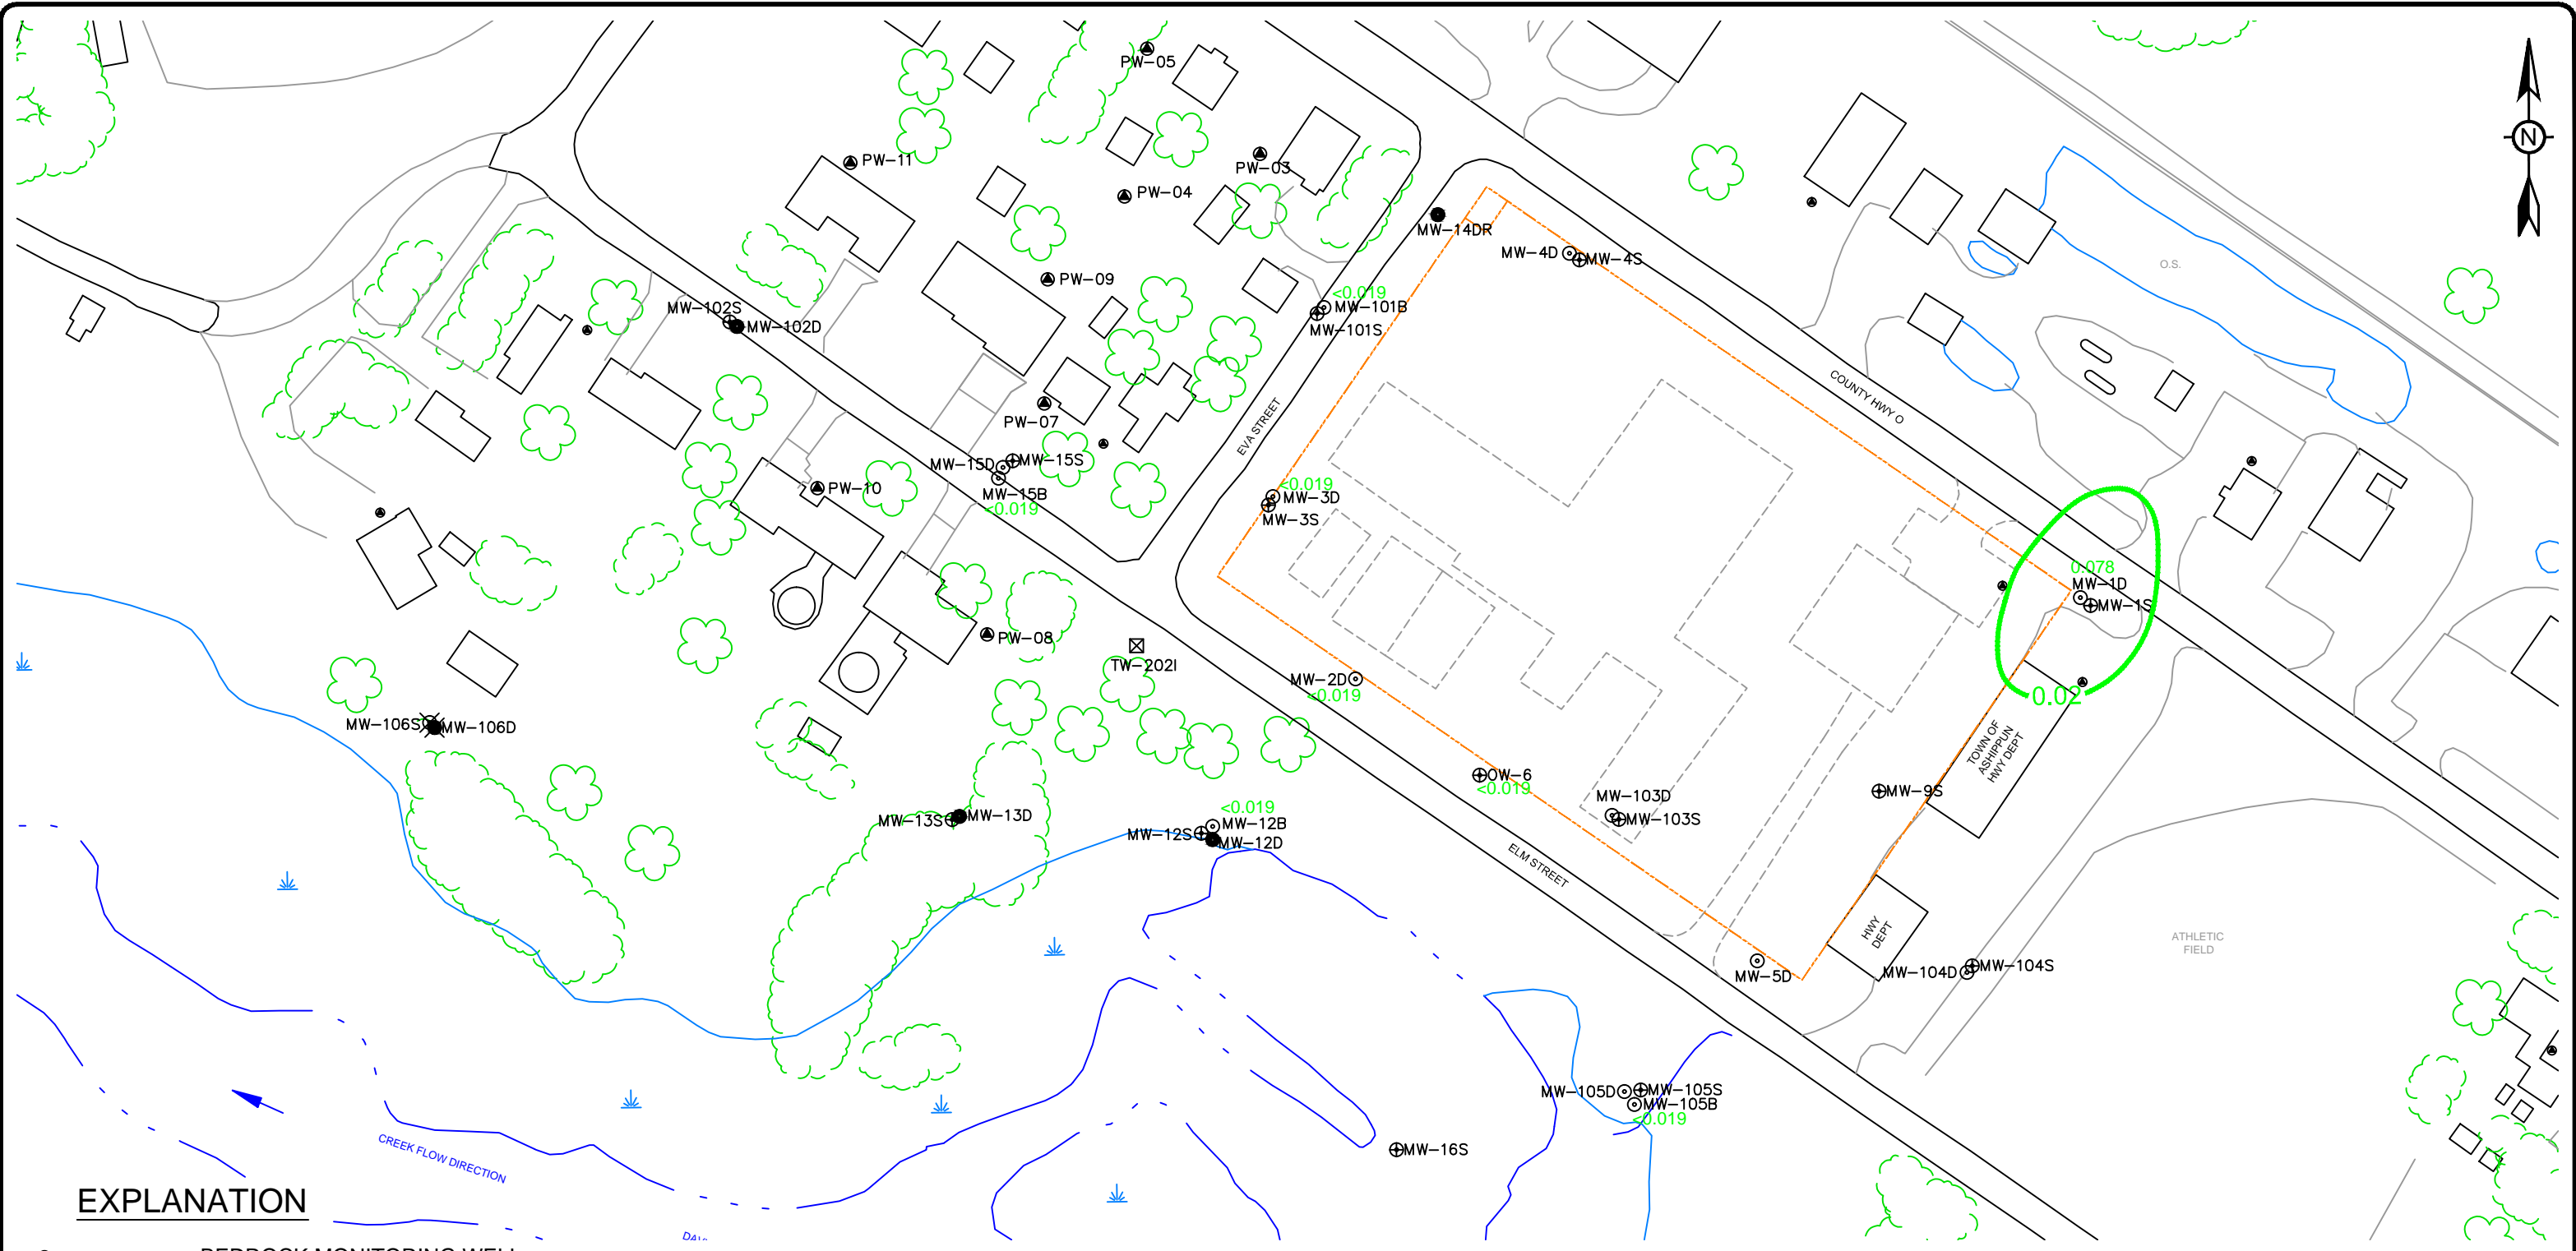 PW-05
N
PW-11
PW-03
PW-04
MW-14DR
MW-4D
MW-4S
O.S.
PW-09
<0.019
MW-101B
MW-101S
MW-102S
MW-102D
COUNTY HWY O
PW-07
EVA STREET
MW-15D
MW-15S
MW-15B
<0.019
PW-10
<0.019
MW-3D
MW-3S
0.078
MW-1D
MW-1S
PW-08
TW-202I
MW-2D
<0.019
0.02
MW-106S
MW-106D
TOWN OF
ASHIPPUN
HWY DEPT
OW-6
<0.019
MW-9S
MW-103D
MW-103S
<0.019
MW-12B
MW-12S
MW-12D
MW-13S
MW-13D
ELM STREET
HWY
DEPT
ATHLETIC
FIELD
MW-5D
MW-104D
MW-104S
MW-105D
MW-105S
MW-105B
<0.019
MW-16S
CREEK FLOW DIRECTION
EXPLANATION
BEDROCK MONITORING WELL